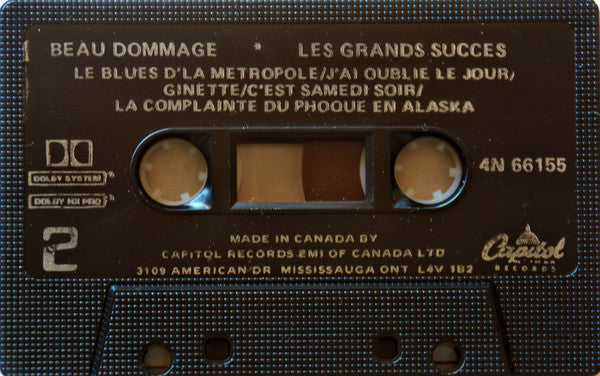 BEAU DOMMAGE * LES GRANDS SUCCES
LE BLUES D'LA METROPOLE/J'AI OUBLIE LE JOUR/
GINETTE/C'EST SAMEDI SOIR/
LA COMPLAINTE DU PHOQUE EN ALASKA
DOLBY SYSTEM®
DOLBY HX PRO®
4N 66155
2
MADE IN CANADA BY
CAPITOL RECORDS-EMI OF CANADA LTD
3109 AMERICAN DR MISSISSAUGA ONT L4V 1B2
Capitol
RECORDS